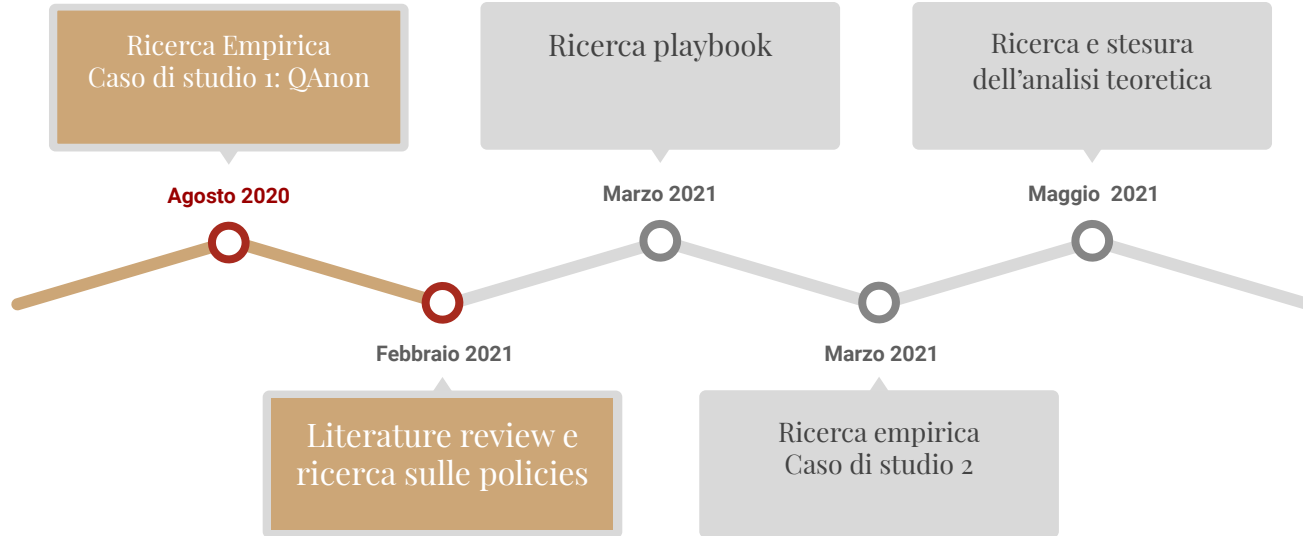 Ricerca Empirica
Caso di studio 1: QAnon
Ricerca playbook
Ricerca e stesura
dell’analisi teoretica
Agosto 2020
Marzo 2021
Maggio  2021
Febbraio 2021
Marzo 2021
Literature review e
ricerca sulle policies
Ricerca empirica
Caso di studio 2